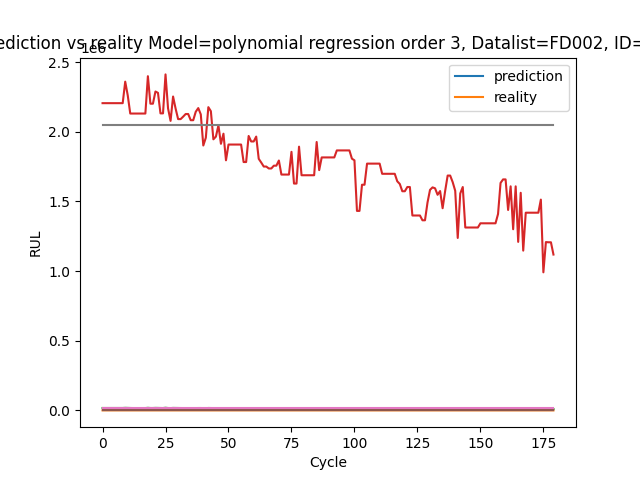 ediction vs reality Model=polynomial regression order 3, Datalist=FD002, ID=
1e6
prediction
reality
2.5
2.0
1.5
1.0
0.5
0.0
RUL
0 25 50 75 100 125 150 175
Cycle